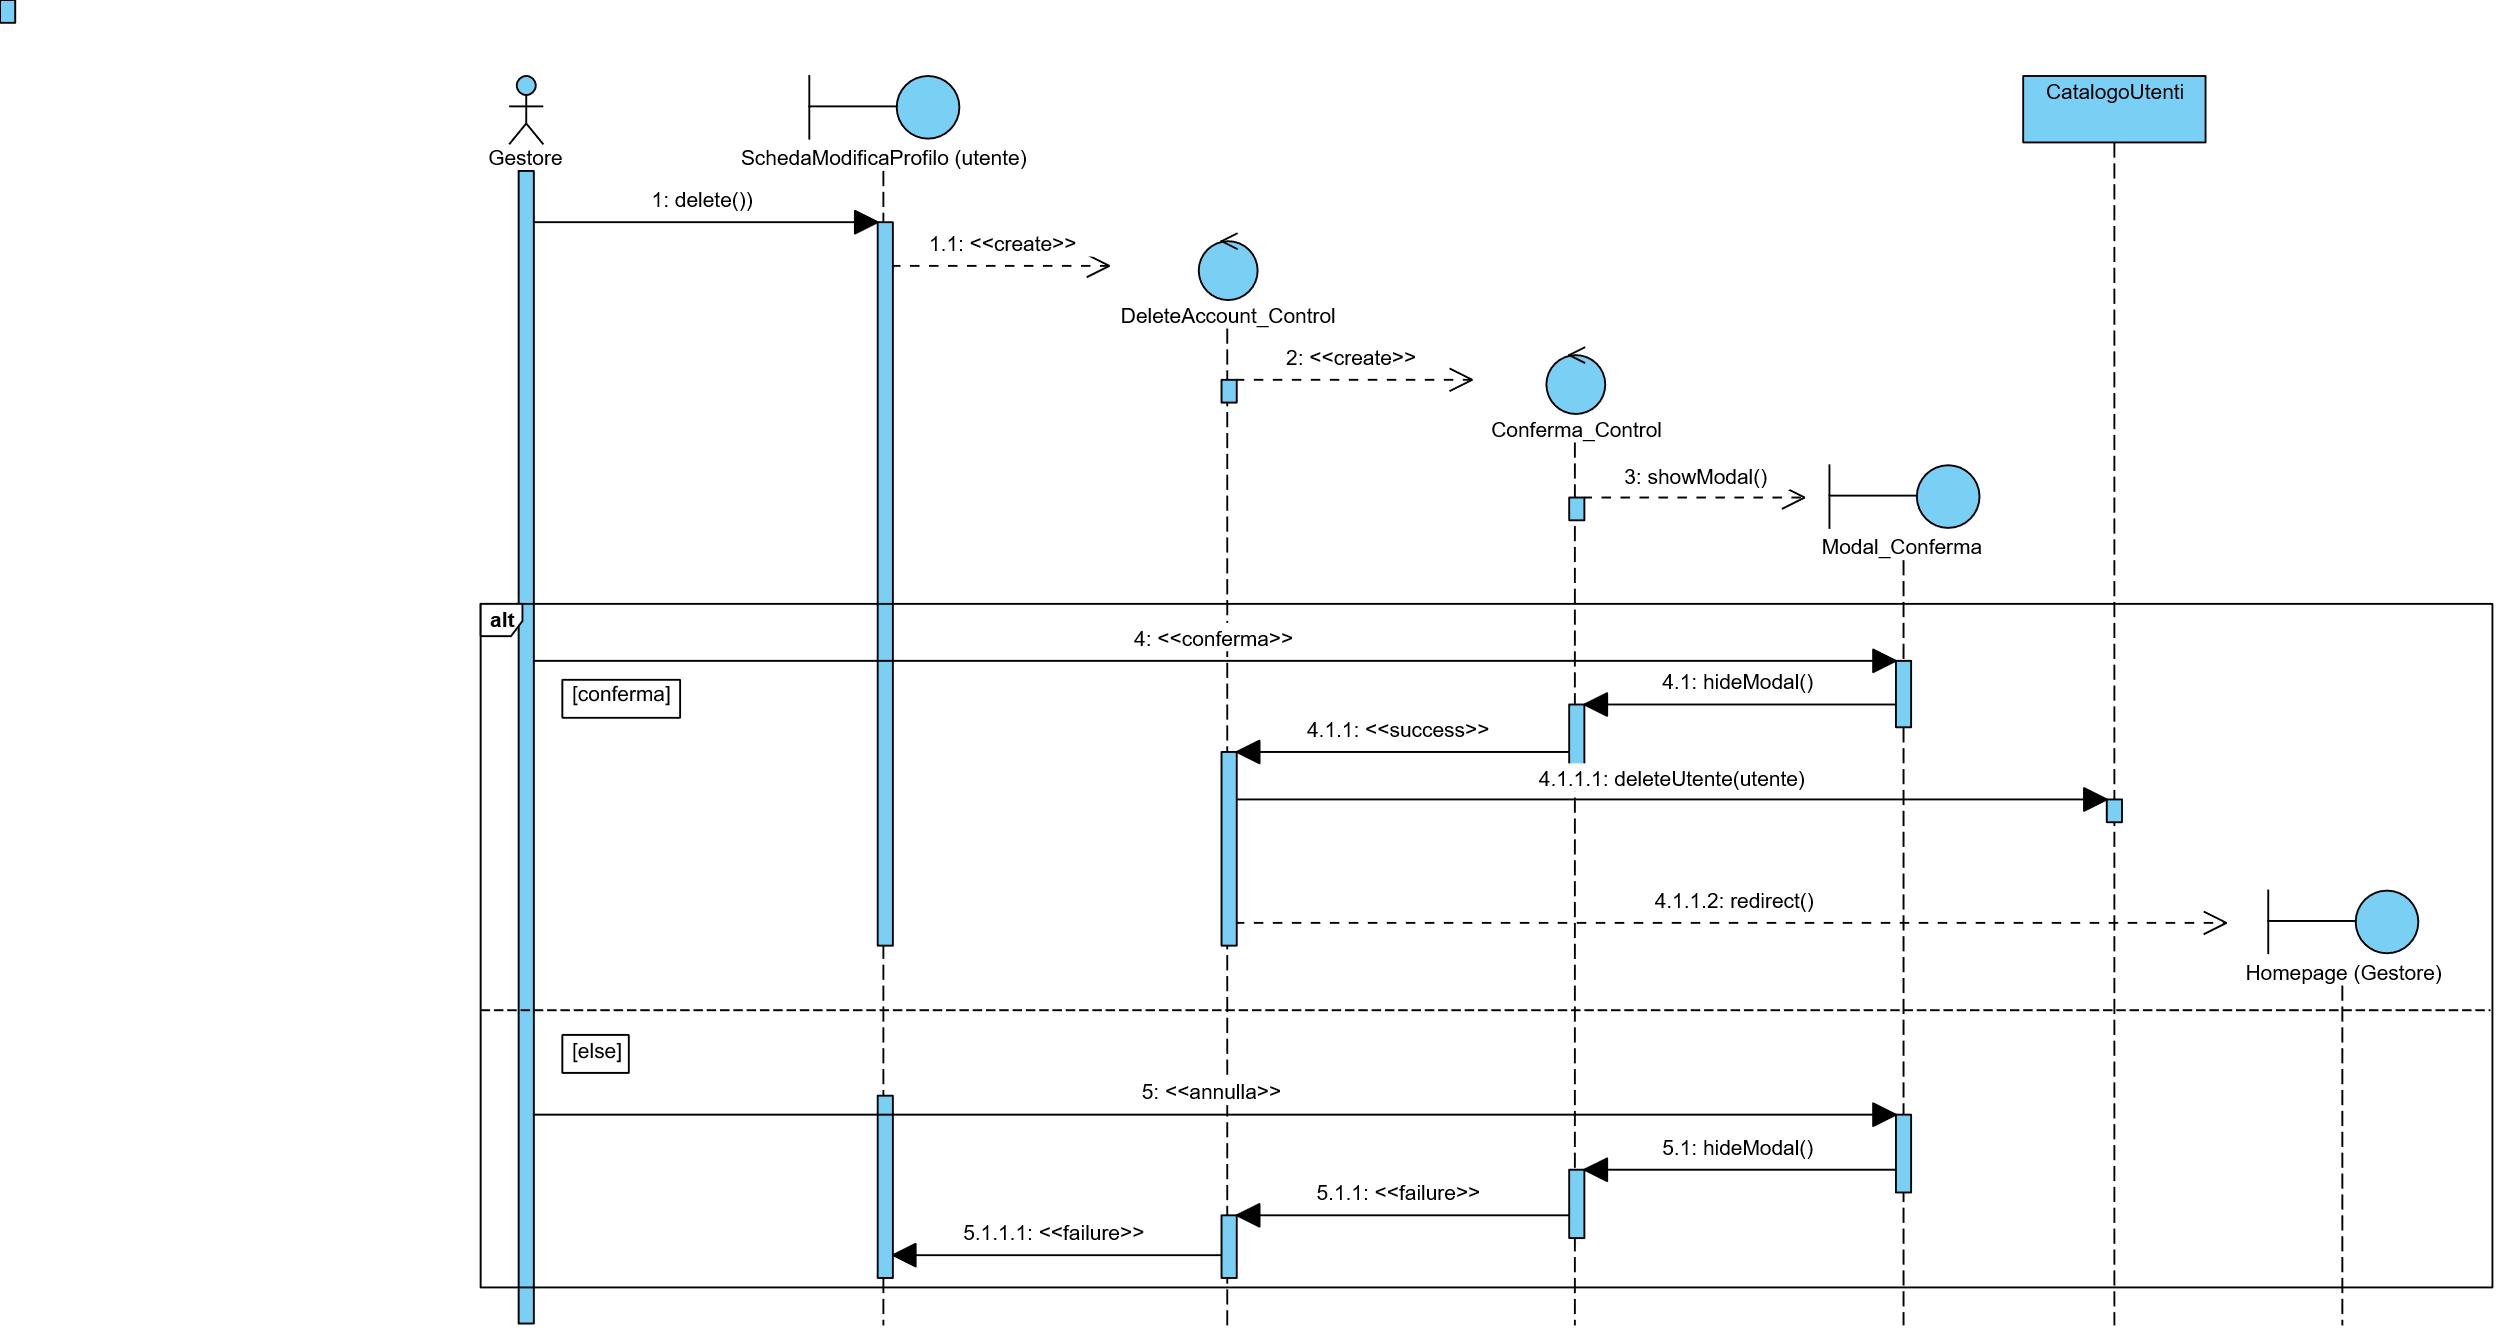 CatalogoUtenti
Gestore
SchedaModificaProfilo (utente)
1: delete())
1.1: <<create>>
DeleteAccount_Control
2: <<create>>
Conferma_Control
3: showModal()
Modal_Conferma
alt
4: <<conferma>>
[conferma]
4.1: hideModal()
4.1.1: <<success>>
4.1.1.1: deleteUtente(utente)
4.1.1.2: redirect()
Homepage (Gestore)
[else]
5: <<annulla>>
5.1: hideModal()
5.1.1: <<failure>>
5.1.1.1: <<failure>>